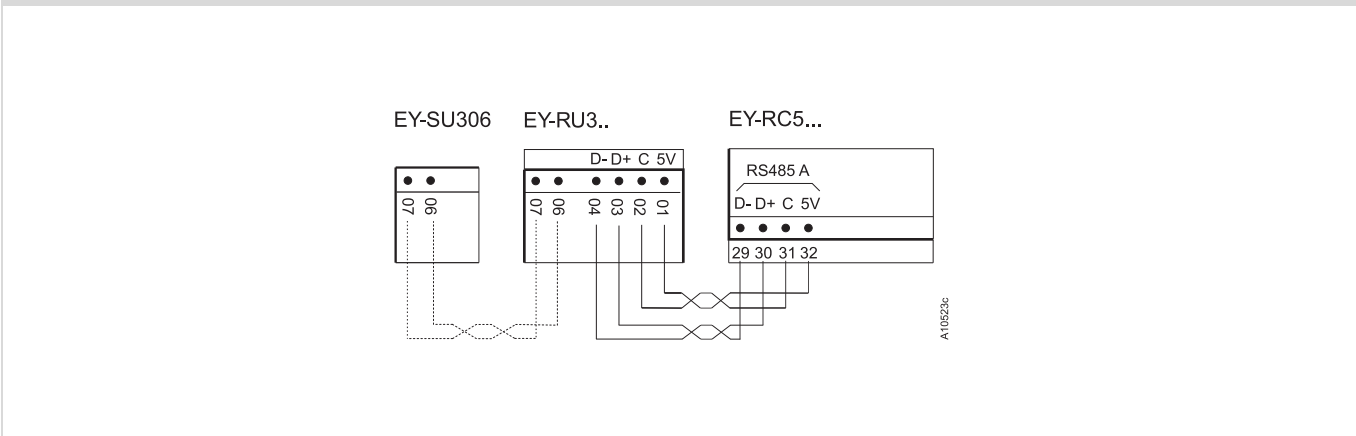 EY-SU306 EY-RU3.. EY-RC5...
D- D+ C 5V
RS485 A
D- D+ C 5V
07 06
07 06 04 03 02 01
29 30 31 32
A10523c